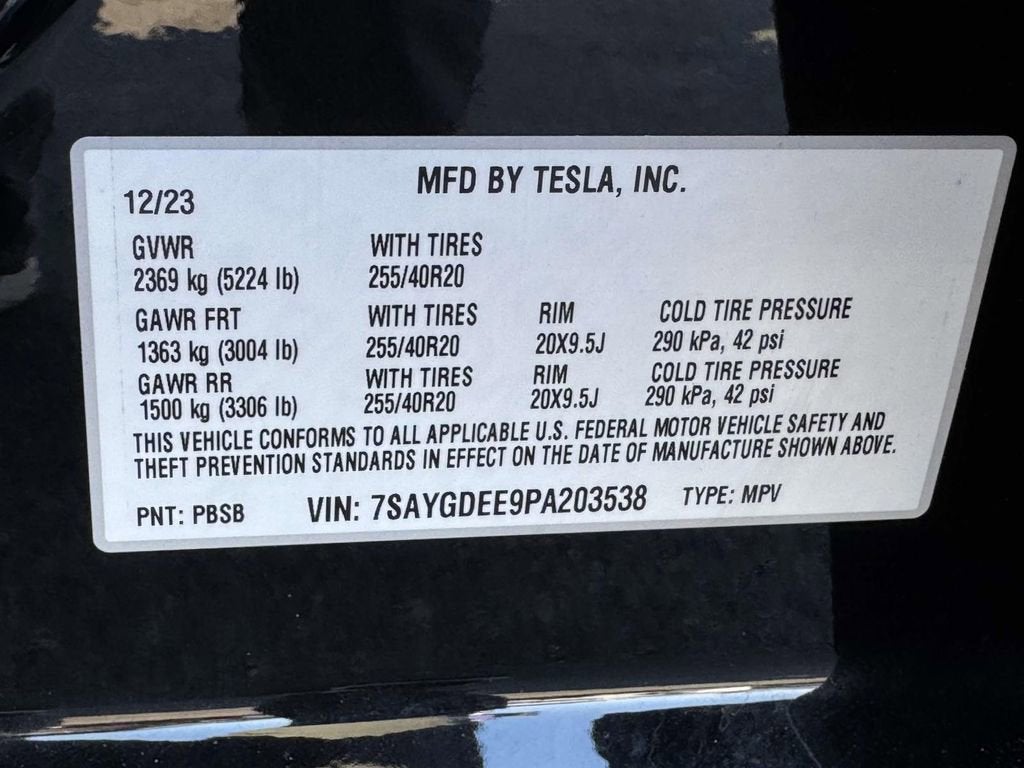 MFD BY TESLA, INC.
12/23
GVWR WITH TIRES
2369 kg (5224 lb) 255/40R20
GAWR FRT WITH TIRES RIM COLD TIRE PRESSURE
1363 kg (3004 lb) 255/40R20 20X9.5J 290 kPa, 42 psi
GAWR RR WITH TIRES RIM COLD TIRE PRESSURE
1500 kg (3306 lb) 255/40R20 20X9.5J 290 kPa, 42 psi
THIS VEHICLE CONFORMS TO ALL APPLICABLE U.S. FEDERAL MOTOR VEHICLE SAFETY AND
THEFT PREVENTION STANDARDS IN EFFECT ON THE DATE OF MANUFACTURE SHOWN ABOVE.
PNT: PBSB VIN: 7SAYGDEE9PA203538 TYPE: MPV